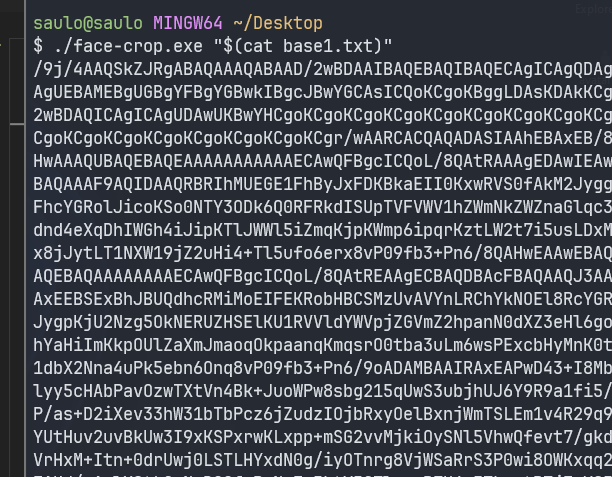 saulo@saulo MINGW64 ~/Desktop
$ ./face-crop.exe "$(cat base1.txt)"
/9j/4AAQSkZJRgABAQAAAQABAAD/2wBDAAIBAQEBAQIBAQECAgICAgQDAg
AgUEBAMEBgUGBgYFBgYGBwkIBgcJBwYGCAsICQoKCgoKBggLDAsKDAkKCg
2wBDAQICAgICAgUDAwUKBwYHCgoKCgoKCgoKCgoKCgoKCgoKCgoKCgoKCg
CgoKCgoKCgoKCgoKCgoKCgoKCgoKCgr/wAARCACQAQADASIAAhEBAxEB/8
HwAAAQUBAQEBAQEAAAAAAAAAAAECAwQFBgcICQoL/8QAtRAAAgEDAwIEAw
BAQAAAF9AQIDAAQRBRIhMUEGE1FhByJxFDKBkaEII0KxwRVS0fAkM2Jygg
FhcYGRolJicoKSo0NTY3ODk6Q0RFRkdISUpTVFVWV1hZWmNkZWZnaGlqc3
dnd4eXqDhIWGh4iJipKTlJWWl5iZmqKjpKWmp6ipqrKztLW2t7i5usLDxM
x8jJytLT1NXW19jZ2uHi4+Tl5ufo6erx8vP09fb3+Pn6/8QAHwEAAwEBAQ
AQEBAQAAAAAAAAECAwQFBgcICQoL/8QAtREAAgECBAQDBAcFBAQAAQJ3AA
AxEEBSExBhJBUQdhcRMiMoEIFEKRobHBCSMzUvAVYnLRChYkNOEl8RcYGR
JygpKjU2Nzg5OkNERUZHSElKU1RVVldYWVpjZGVmZ2hpanN0dXZ3eHl6go
hYaHiImKkpOUlZaXmJmaoqOkpaanqKmqsrO0tba3uLm6wsPExcbHyMnK0t
1dbX2Nna4uPk5ebn6Onq8vP09fb3+Pn6/9oADAMBAAIRAxEAPwD43+I8Mb
lyy5cHAbPavOzwTXtVn4Bk+JuoWPw8sbg215qUwS3ubjhUJ6Y9R9a1fi5/
P/as+D2iXev33hW31bTbPcz6jZudzIOjbRxyOelBxnjWmTSLEm1v4R29q9
YUtHuv2uvBkUw3I9xKSPxrwKLxpp+mSG2vvMjkiOySNl5VhwQfevt7/gkd
VrHxM+Itn+0drUwj0LSTLHYxdN0g/iyOTnrg8VjWSaRrS3P0wi8OWKxqq2